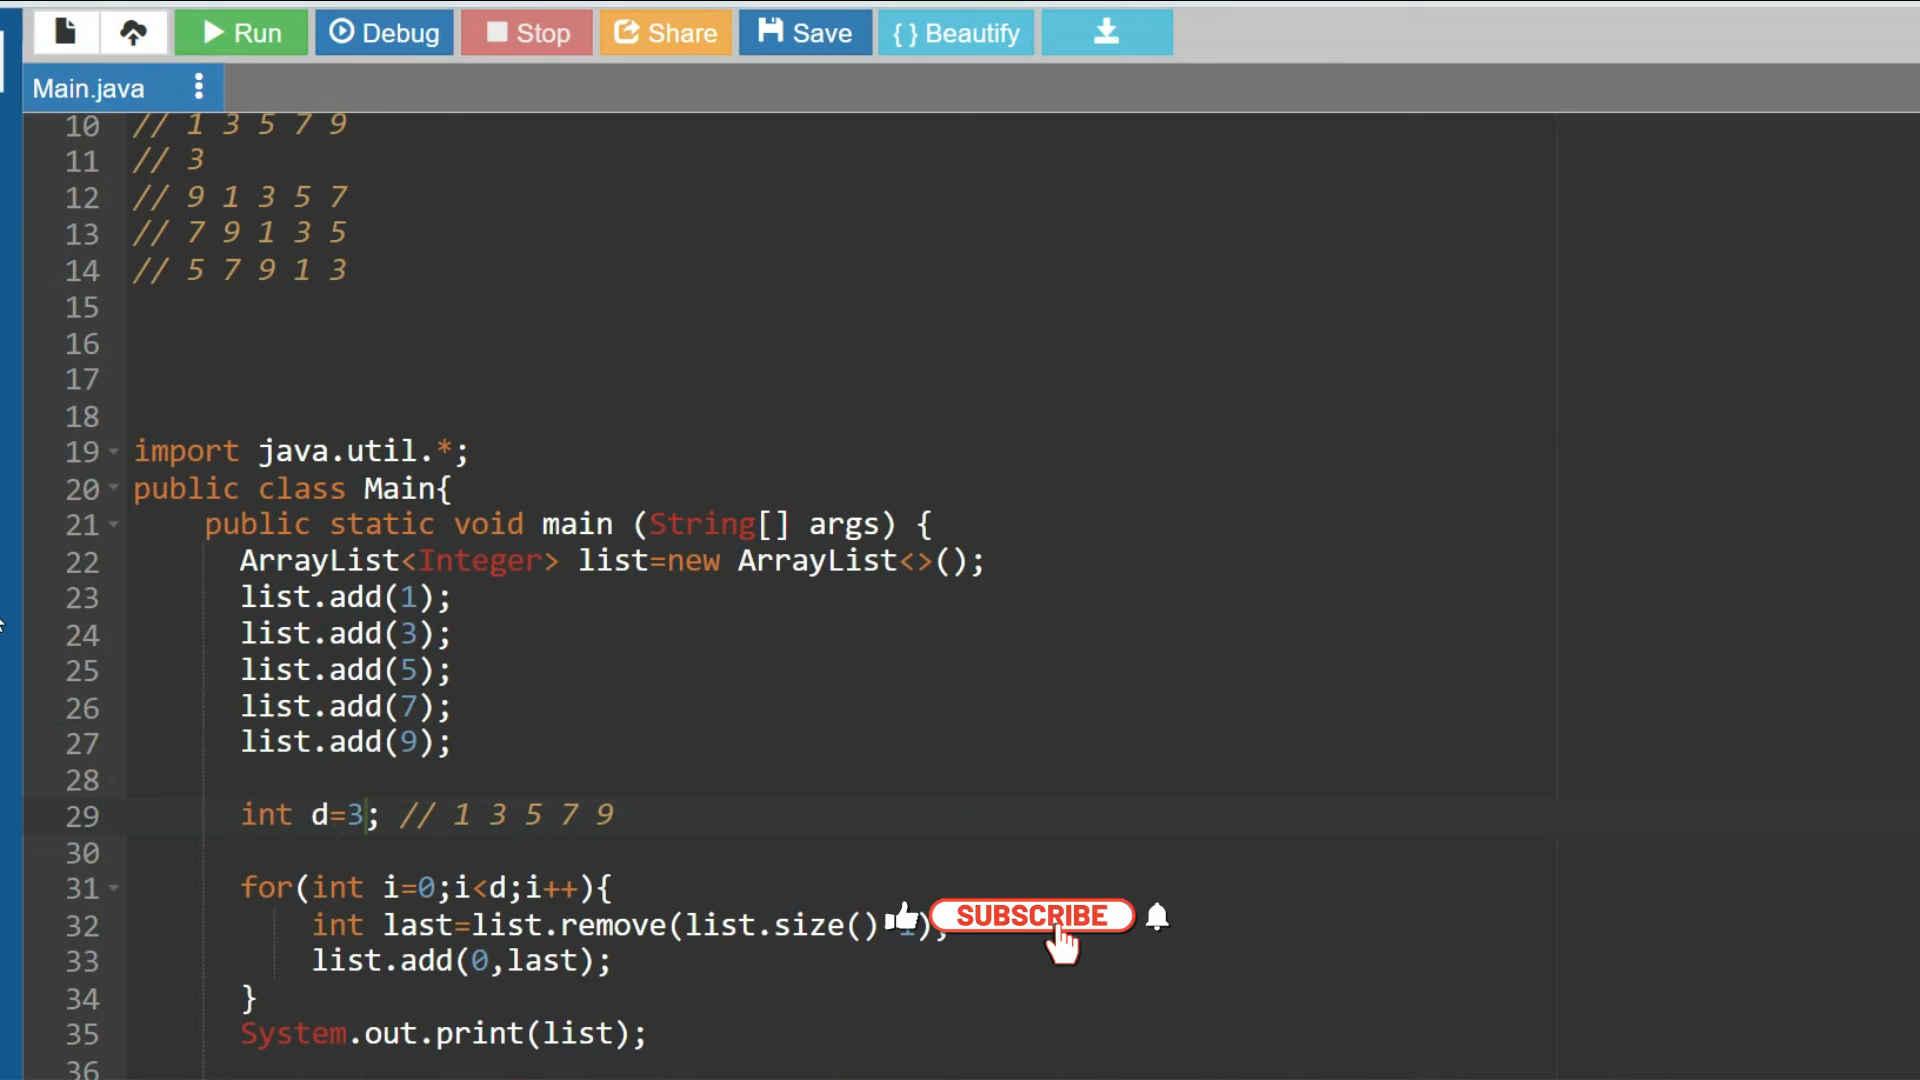 Run Debug Stop Share Save { } Beautify
Main.java
10 // 1 3 5 7 9
11 // 3
12 // 9 1 3 5 7
13 // 7 9 1 3 5
14 // 5 7 9 1 3
15
16
17
18
19 import java.util.*;
20 public class Main{
21 public static void main (String[] args) {
22 ArrayList<Integer> list=new ArrayList<>();
23 list.add(1);
24 list.add(3);
25 list.add(5);
26 list.add(7);
27 list.add(9);
28
29 int d=3; // 1 3 5 7 9
30
31 for(int i=0;i<d;i++){
32 int last=list.remove(list.size() 1);
SUBSCRIBE
33 list.add(0,last);
34 }
35 System.out.print(list);
36